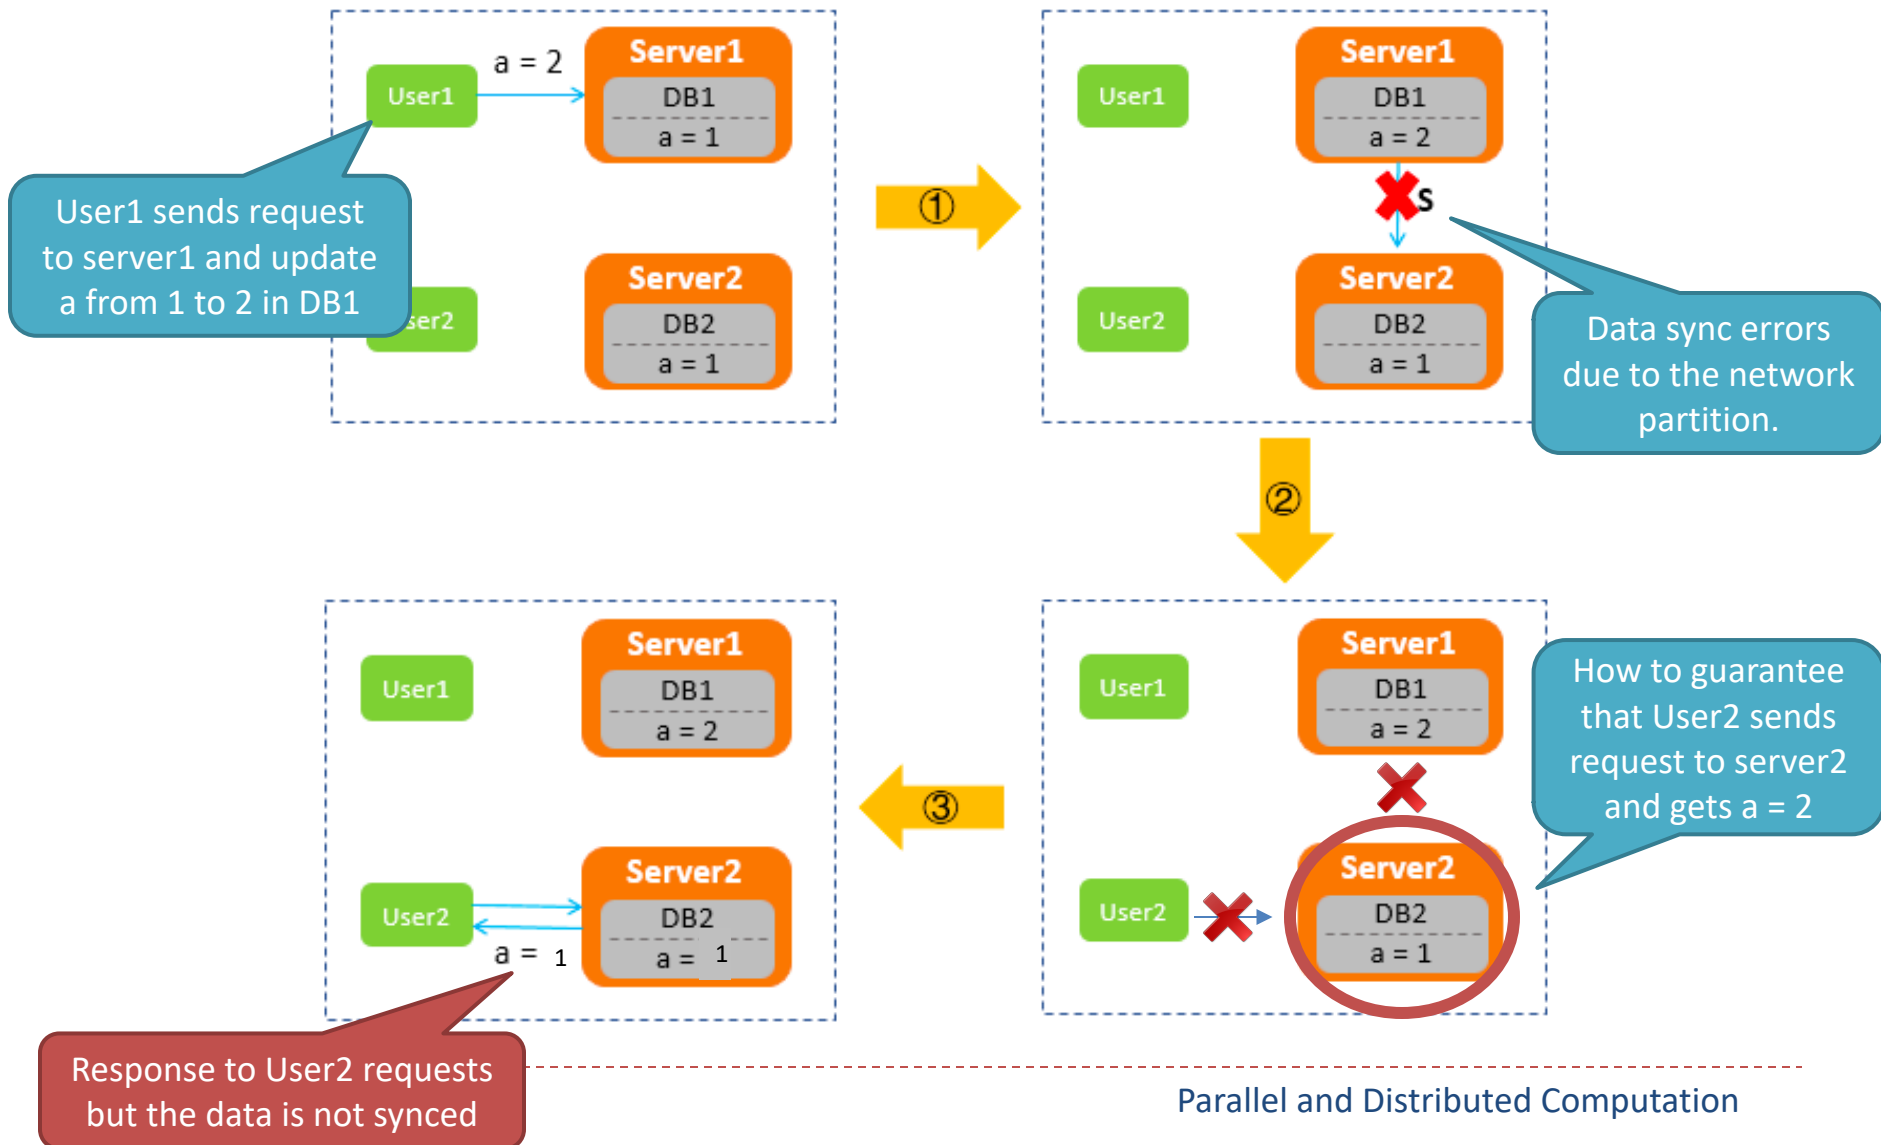 User1
a = 2
Server1
DB1
a = 1
User1 sends request
to server1 and update
a from 1 to 2 in DB1
ser2
Server2
DB2
a = 1
①
User1
Server1
DB1
a = 2
S
User2
Server2
DB2
a = 1
Data sync errors
due to the network
partition.
②
User1
Server1
DB1
a = 2
User2
Server2
DB2
a = 1
How to guarantee
that User2 sends
request to server2
and gets a = 2
③
User1
Server1
DB1
a = 2
User2
a = 1
Server2
DB2
a = 1
Response to User2 requests
but the data is not synced
Parallel and Distributed Computation